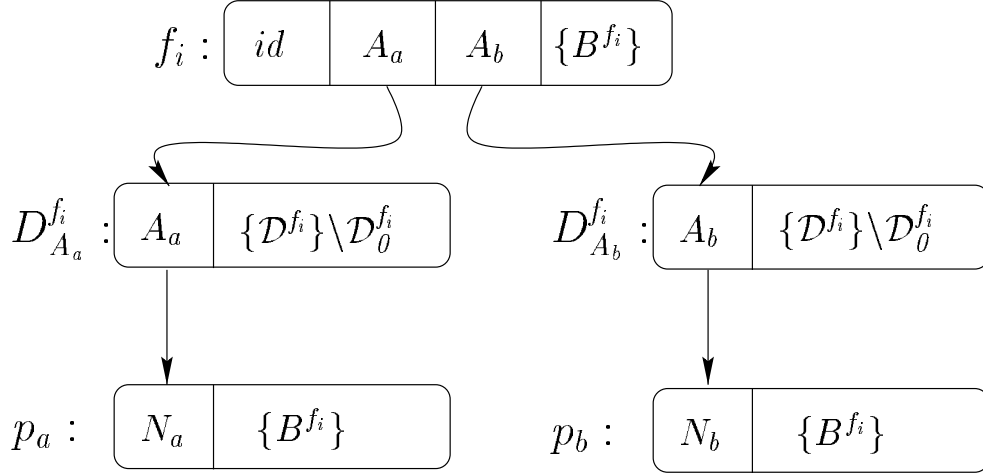 f_i : id A_a A_b {B^{f_i}}
D^{f_i}_{A_a} : A_a {𝒟^{f_i}}\𝒟^{f_i}_0 D^{f_i}_{A_b} : A_b {𝒟^{f_i}}\𝒟^{f_i}_0
p_a : N_a {B^{f_i}} p_b : N_b {B^{f_i}}